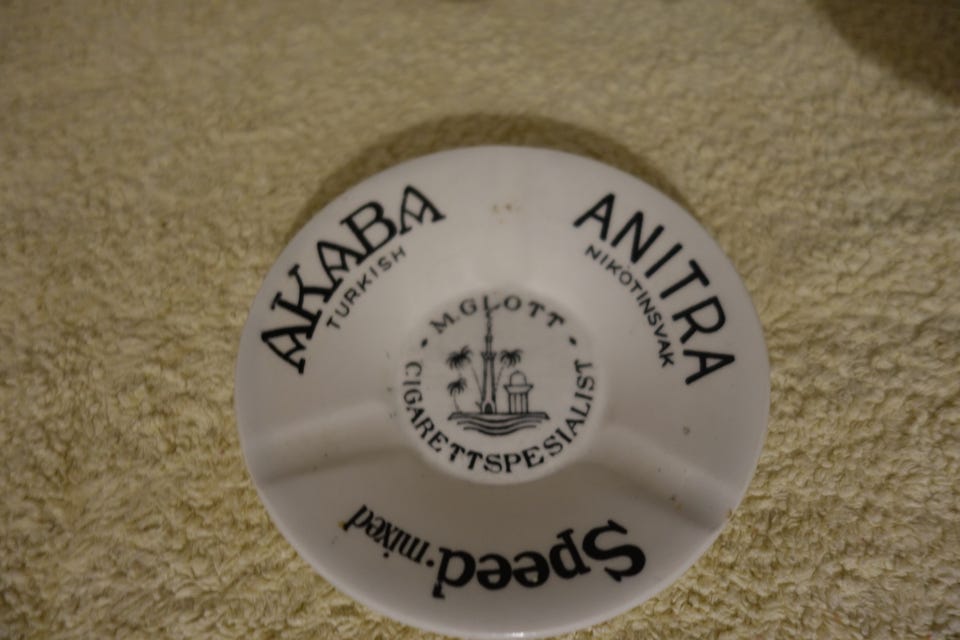 AKABA
TURKISH
ANITRA
NIKOTINSVAK
• M. GLOTT •
CIGARETTSPESIALIST
Speed-mixed